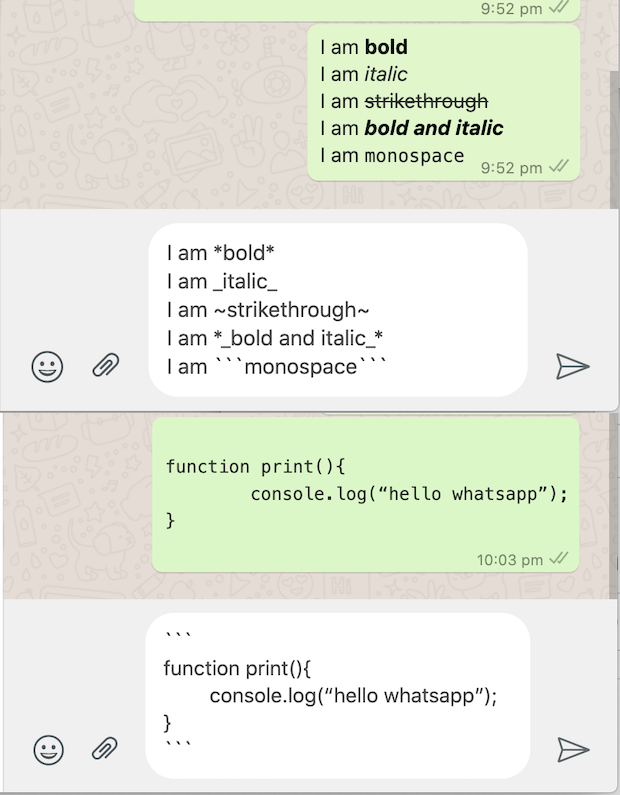 9:52 pm
I am bold
I am italic
I am strikethrough
I am bold and italic
I am monospace
9:52 pm
I am *bold*
I am _italic_
I am ~strikethrough~
I am *_bold and italic_*
I am ```monospace```
function print(){
console.log(“hello whatsapp”);
}
10:03 pm
```
function print(){
console.log(“hello whatsapp”);
}
```